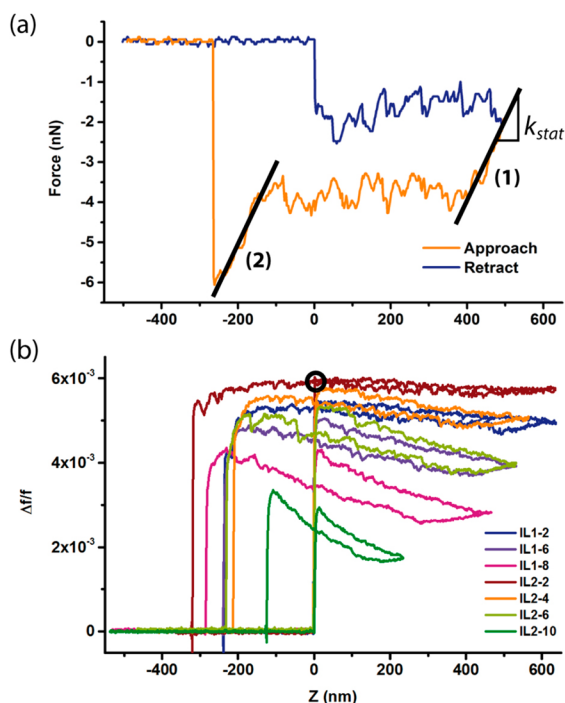 (a)
0
-1
-2
-3
-4
-5
-6
Force (nN)
k_stat
(1)
(2)
Approach
Retract
-400 -200 0 200 400 600
(b)
6x10⁻³
4x10⁻³
2x10⁻³
0
Δf/f
IL1-2
IL1-6
IL1-8
IL2-2
IL2-4
IL2-6
IL2-10
-400 -200 0 200 400 600
Z (nm)